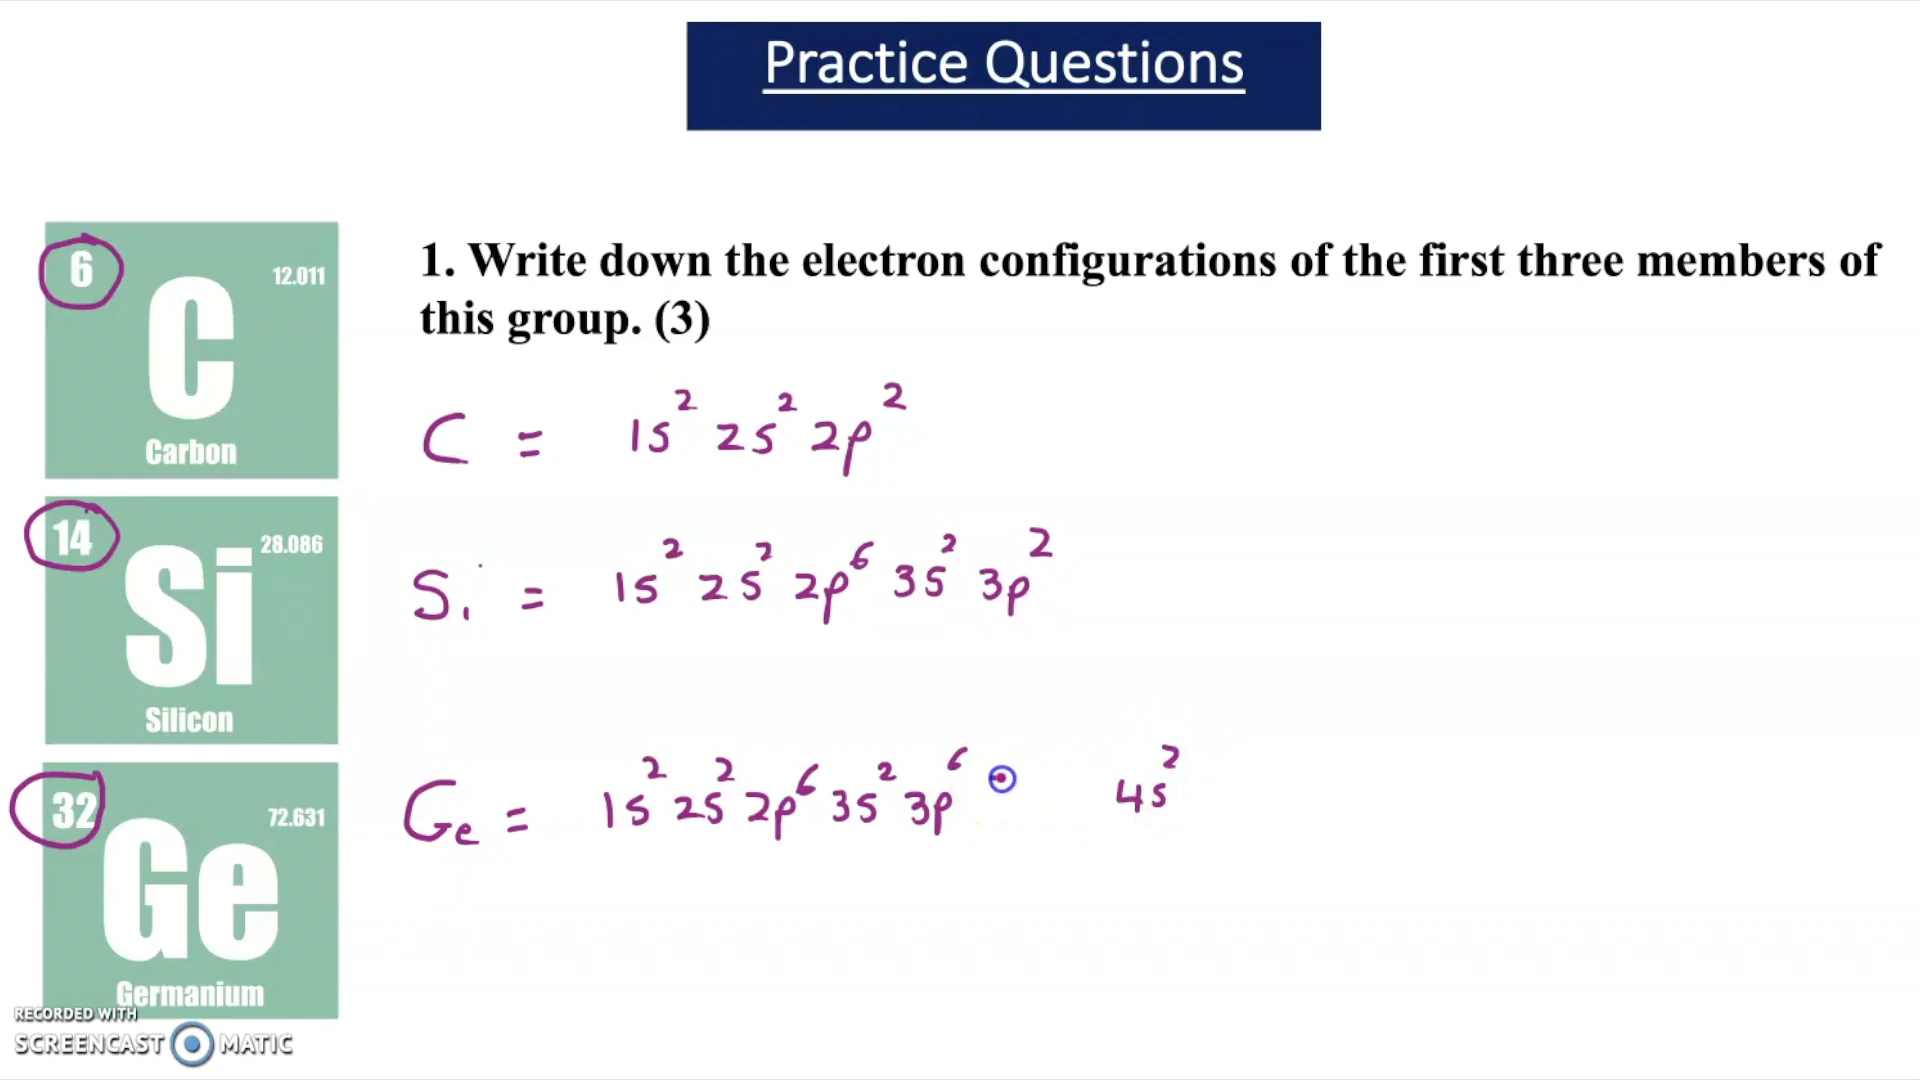 Practice Questions
6
12.011
C
Carbon
14
28.086
Si
Silicon
32
72.631
Ge
Germanium
1. Write down the electron configurations of the first three members of
this group. (3)
C = 1s² 2s² 2p²
Si = 1s² 2s² 2p⁶ 3s² 3p²
Ge = 1s² 2s² 2p⁶ 3s² 3p⁶ 4s²
RECORDED WITH
SCREENCAST MATIC